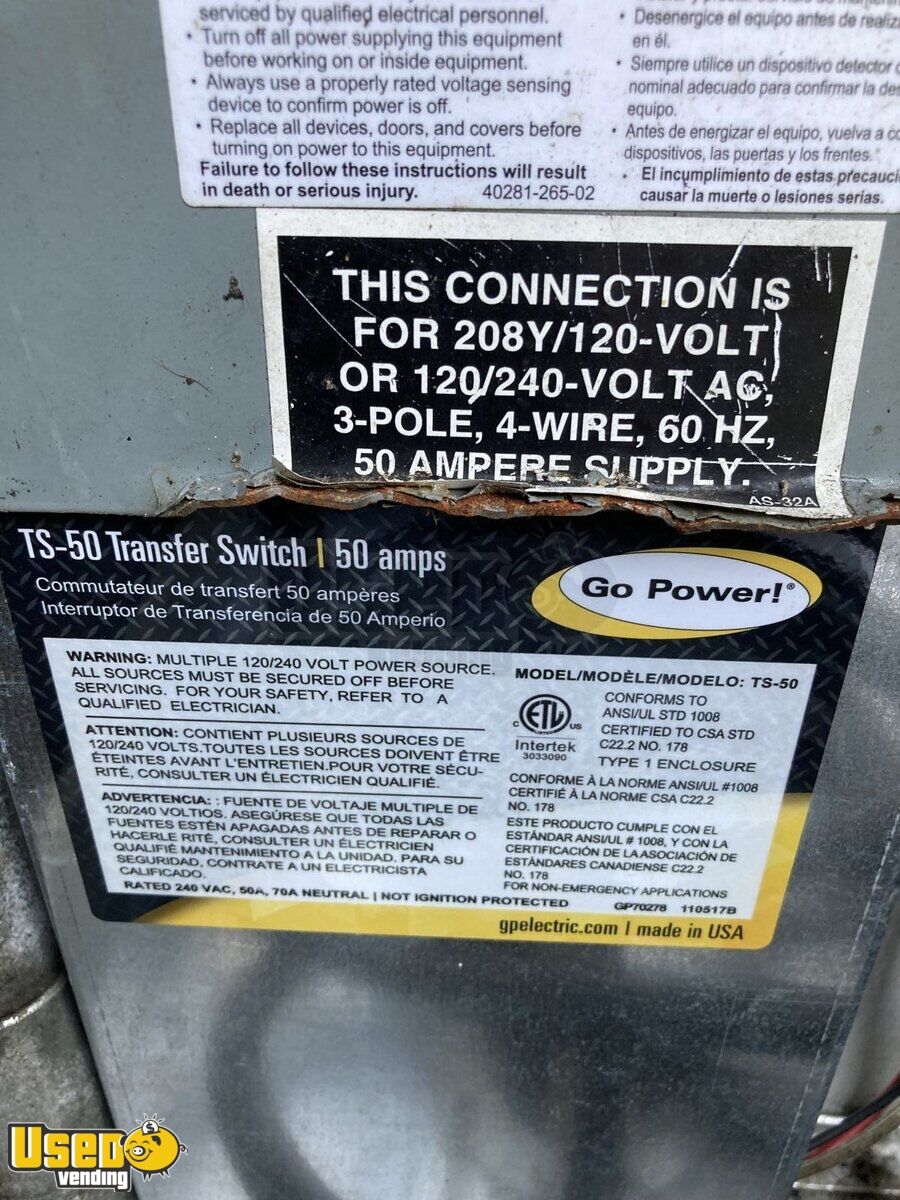 serviced by qualified electrical personnel.
• Turn off all power supplying this equipment
before working on or inside equipment.
• Always use a properly rated voltage sensing
device to confirm power is off.
• Replace all devices, doors, and covers before
turning on power to this equipment.
Failure to follow these instructions will result
in death or serious injury. 40281-265-02
• Desenergice el equipo antes de
en él.
• Siempre utilice un dispositivo detector
nominal adecuado para confirmar la
equipo.
• Antes de energizar el equipo, vuelva a
dispositivos, las puertas y los frentes.
• El incumplimiento de estas
causar la muerte o lesiones serias.
THIS CONNECTION IS
FOR 208Y/120-VOLT
OR 120/240-VOLT AC,
3-POLE, 4-WIRE, 60 HZ,
50 AMPERE SUPPLY.
AS-32A
TS-50 Transfer Switch | 50 amps
Commutateur de transfert 50 ampères
Interruptor de Transferencia de 50 Amperio
Go Power!®
WARNING: MULTIPLE 120/240 VOLT POWER SOURCE.
ALL SOURCES MUST BE SECURED OFF BEFORE
SERVICING. FOR YOUR SAFETY, REFER TO A
QUALIFIED ELECTRICIAN.
ATTENTION: CONTIENT PLUSIEURS SOURCES DE
120/240 VOLTS.TOUTES LES SOURCES DOIVENT ÊTRE
ÉTEINTES AVANT L'ENTRETIEN.POUR VOTRE SÉCU-
RITÉ, CONSULTER UN ÉLECTRICIEN QUALIFIÉ.
ADVERTENCIA: : FUENTE DE VOLTAJE MULTIPLE DE
120/240 VOLTIOS. ASEGÚRESE QUE TODAS LAS
FUENTES ESTÉN APAGADAS ANTES DE REPARAR O
HACERLE RITÉ, CONSULTER UN ÉLECTRICIEN
QUALIFIÉ MANTENIMIENTO A LA UNIDAD. PARA SU
SEGURIDAD, CONTRATE A UN ELECTRICISTA
CALIFICADO.
RATED 240 VAC, 50A, 70A NEUTRAL | NOT IGNITION PROTECTED
MODEL/MODÈLE/MODELO: TS-50
C ETL US
Intertek
3033090
CONFORMS TO
ANSI/UL STD 1008
CERTIFIED TO CSA STD
C22.2 NO. 178
TYPE 1 ENCLOSURE
CONFORME À LA NORME ANSI/UL #1008
CERTIFIÉ À LA NORME CSA C22.2
NO. 178
ESTE PRODUCTO CUMPLE CON EL
ESTÁNDAR ANSI/UL # 1008, Y CON LA
CERTIFICACIÓN DE LA ASOCIACIÓN DE
ESTÁNDARES CANADIENSE C22.2
NO. 178
FOR NON-EMERGENCY APPLICATIONS
GP70278 110517B
gpelectric.com | made in USA
USED
vending